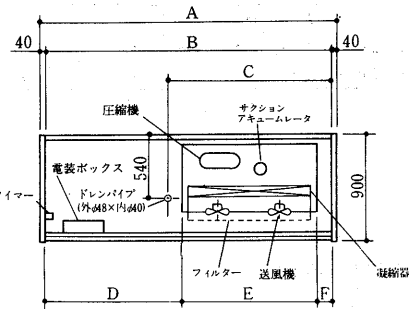 A
40
B
40
C
圧縮機
サクション
アキュームレータ
電装ボックス
540
900
イマー
ドレンパイプ
(外φ48×内φ40)
フィルター
送風機
凝縮器
D
E
F